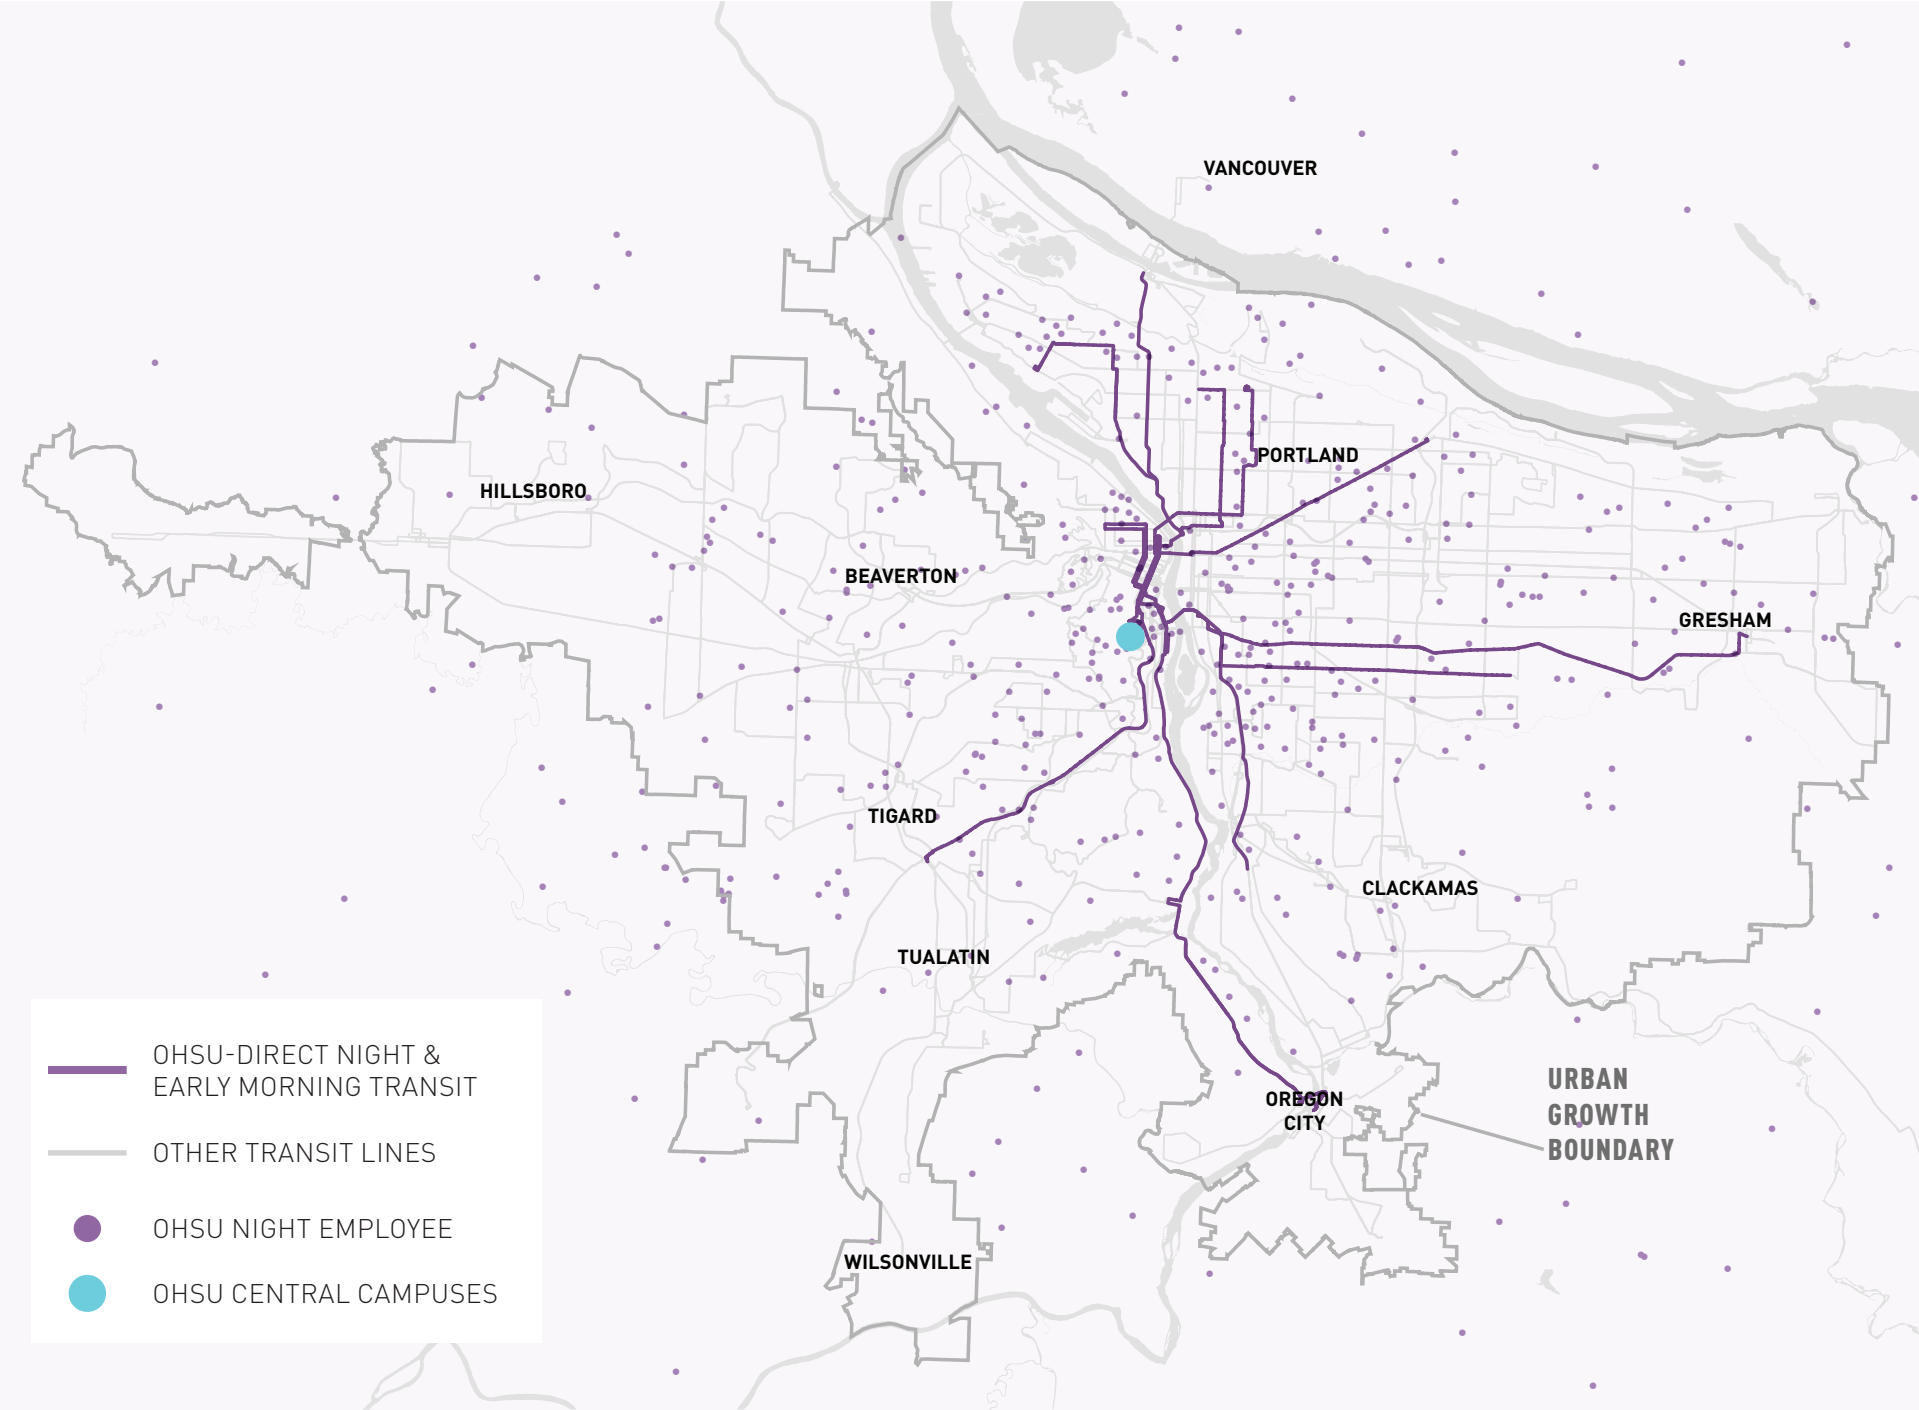 VANCOUVER
PORTLAND
HILLSBORO
BEAVERTON
GRESHAM
TIGARD
CLACKAMAS
TUALATIN
OREGON
CITY
URBAN
GROWTH
BOUNDARY
WILSONVILLE
OHSU-DIRECT NIGHT &
EARLY MORNING TRANSIT
OTHER TRANSIT LINES
OHSU NIGHT EMPLOYEE
OHSU CENTRAL CAMPUSES